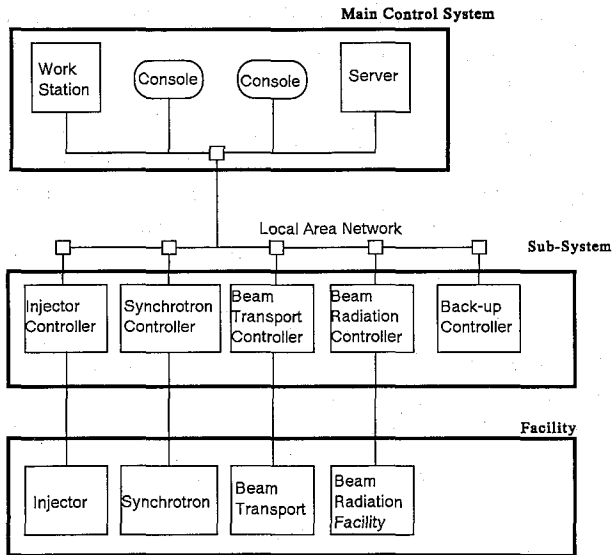 Main Control System
Work
Station
Console
Console
Server
Local Area Network
Sub-System
Injector
Controller
Synchrotron
Controller
Beam
Transport
Controller
Beam
Radiation
Controller
Back-up
Controller
Facility
Injector
Synchrotron
Beam
Transport
Beam
Radiation
Facility